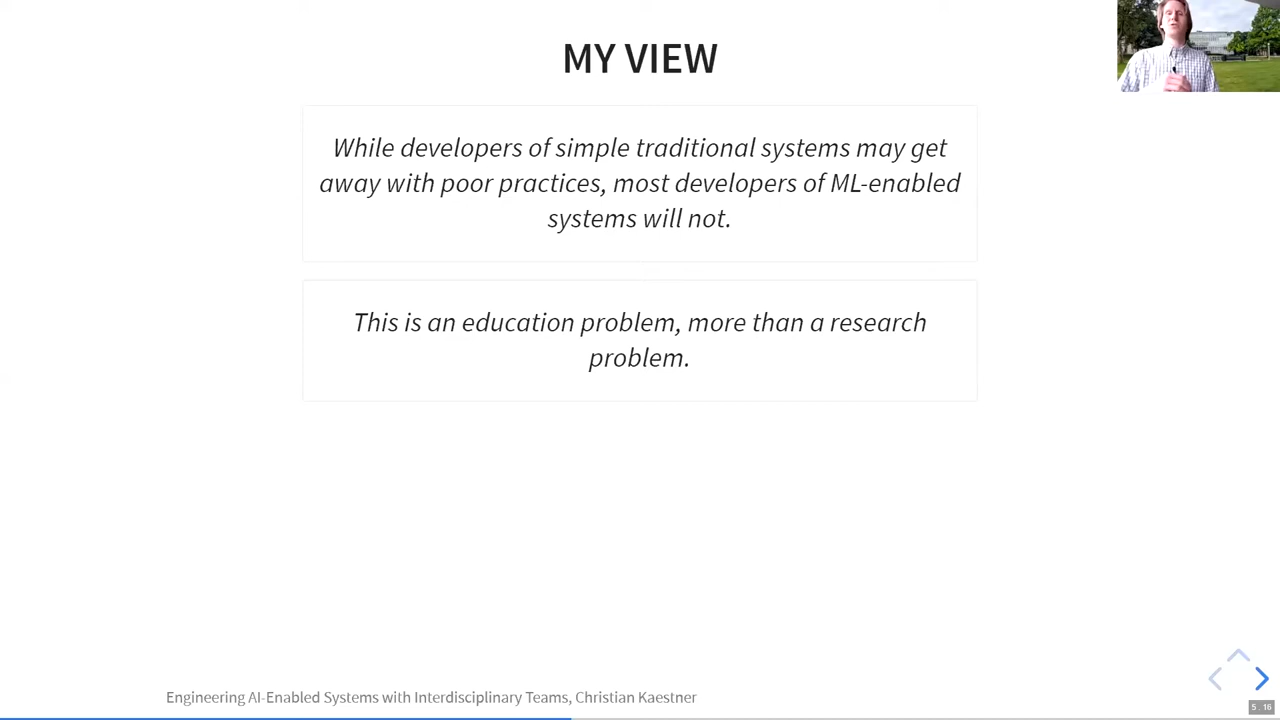 MY VIEW
While developers of simple traditional systems may get
away with poor practices, most developers of ML-enabled
systems will not.
This is an education problem, more than a research
problem.
Engineering AI-Enabled Systems with Interdisciplinary Teams, Christian Kaestner
5 16